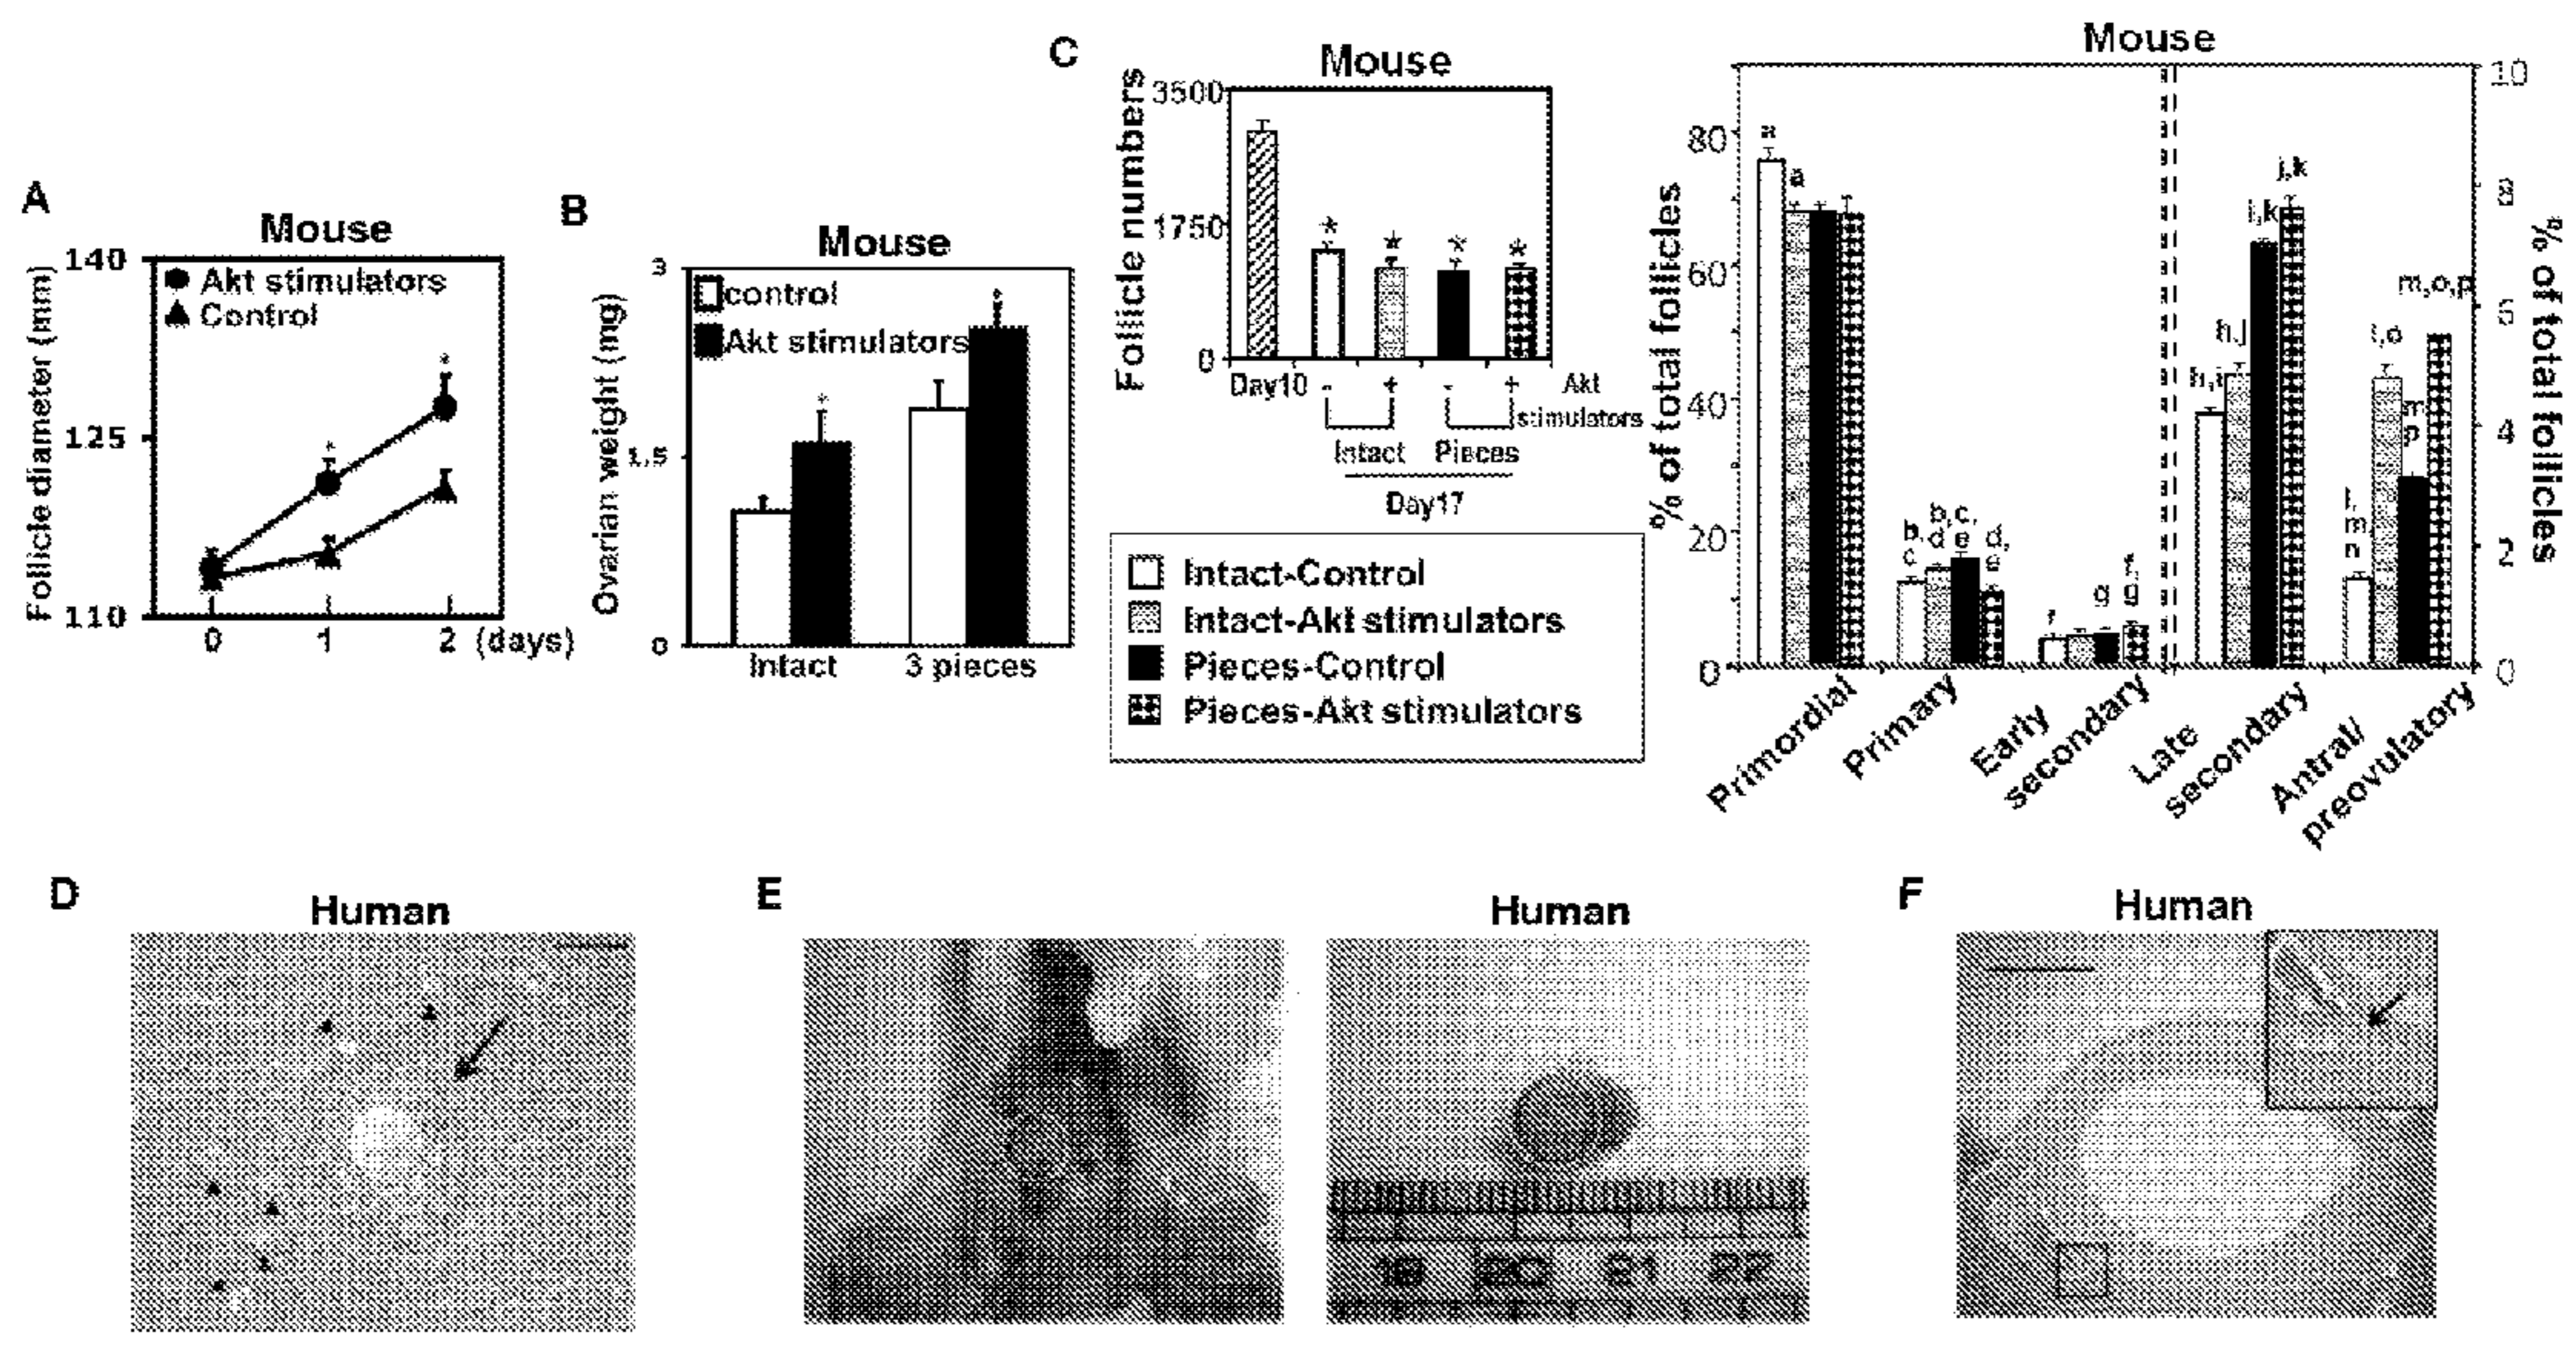 A
Mouse
140
125
110
Follicle diameter (mm)
Akt stimulators
Control
*
*
0 1 2 (days)
B
Mouse
3
1.5
0
Ovarian weight (mg)
control
Akt stimulators
*
*
Intact 3 pieces
C
Mouse
Follicle numbers
3500
1750
0
* * * *
Day10 - + - + Akt
stimulators
Intact Pieces
Day17
Intact-Control
Intact-Akt stimulators
Pieces-Control
Pieces-Akt stimulators
Mouse
% of total follicles
80
60
40
20
0
a
a
b,
c
b,
d
c,
e
d,
e
f
g
f,
g
h,i
h,j
i,k
j,k
m,
n
l,o
m
p
m,o,p
10
8
6
4
2
0
% of total follicles
Primordial
Primary
Early
secondary
Late
secondary
Antral/
preovulatory
D
Human
E
Human
19 20 21 22
F
Human